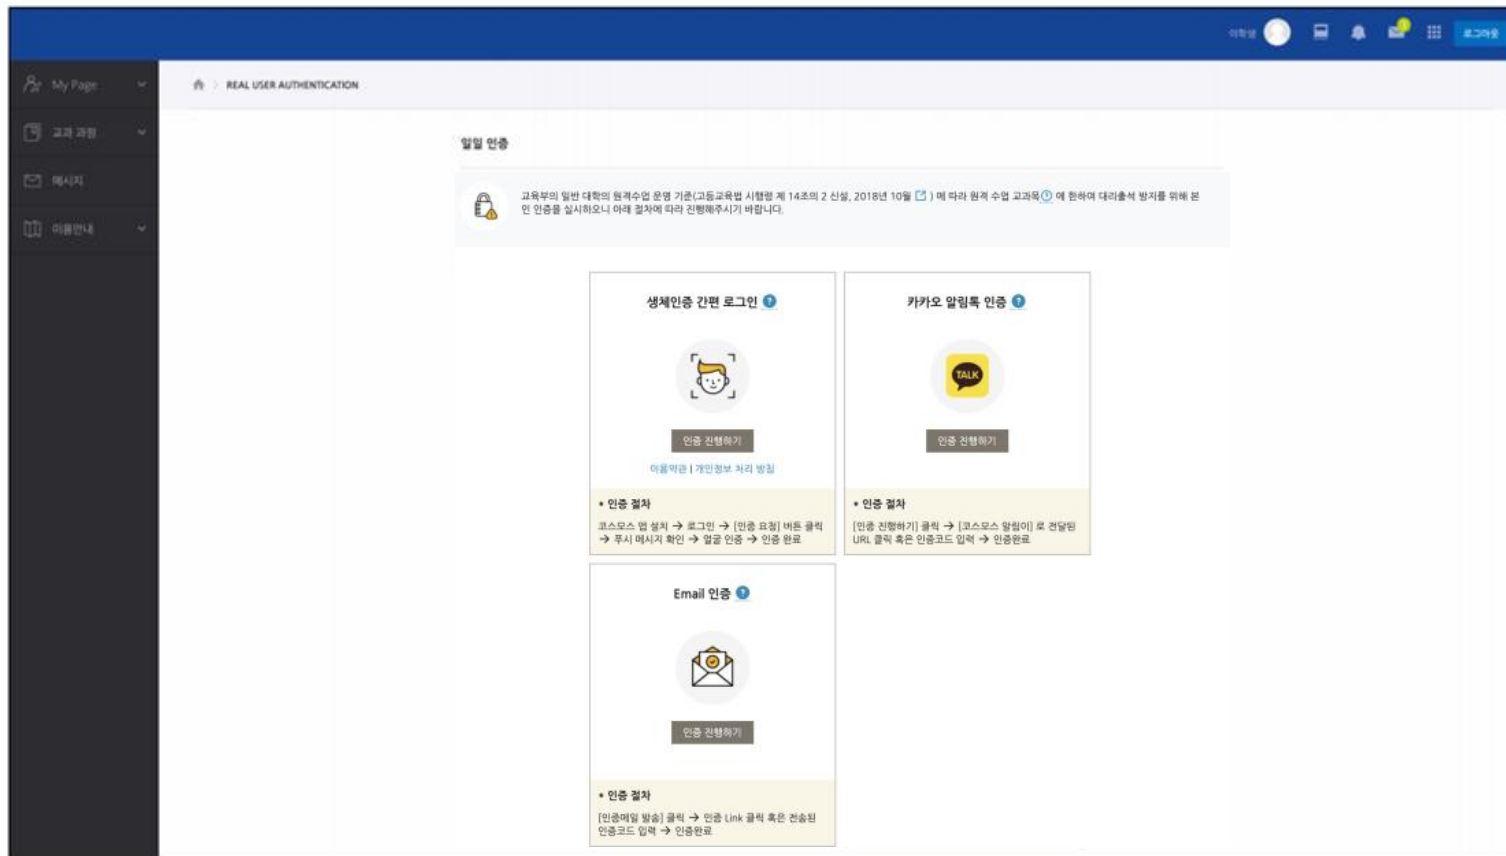 이학생
로그아웃
My Page
교과 과정
메시지
이용안내
REAL USER AUTHENTICATION
일일 인증
교육부의 일반 대학의 원격수업 운영 기준(고등교육법 시행령 제 14조의 2 신설, 2018년 10월 ) 에 따라 원격 수업 교과목 에 한하여 대리출석 방지를 위해 본
인 인증을 실시하오니 아래 절차에 따라 진행해주시기 바랍니다.
생체인증 간편 로그인 ?
인증 진행하기
이용약관 | 개인정보 처리 방침
• 인증 절차
코스모스 앱 설치 → 로그인 → [인증 요청] 버튼 클릭
→ 푸시 메시지 확인 → 얼굴 인증 → 인증 완료
카카오 알림톡 인증 ?
TALK
인증 진행하기
• 인증 절차
[인증 진행하기] 클릭 → [코스모스 알림이] 로 전달된
URL 클릭 혹은 인증코드 입력 → 인증완료
Email 인증 ?
인증 진행하기
• 인증 절차
[인증메일 발송] 클릭 → 인증 Link 클릭 혹은 전송된
인증코드 입력 → 인증완료